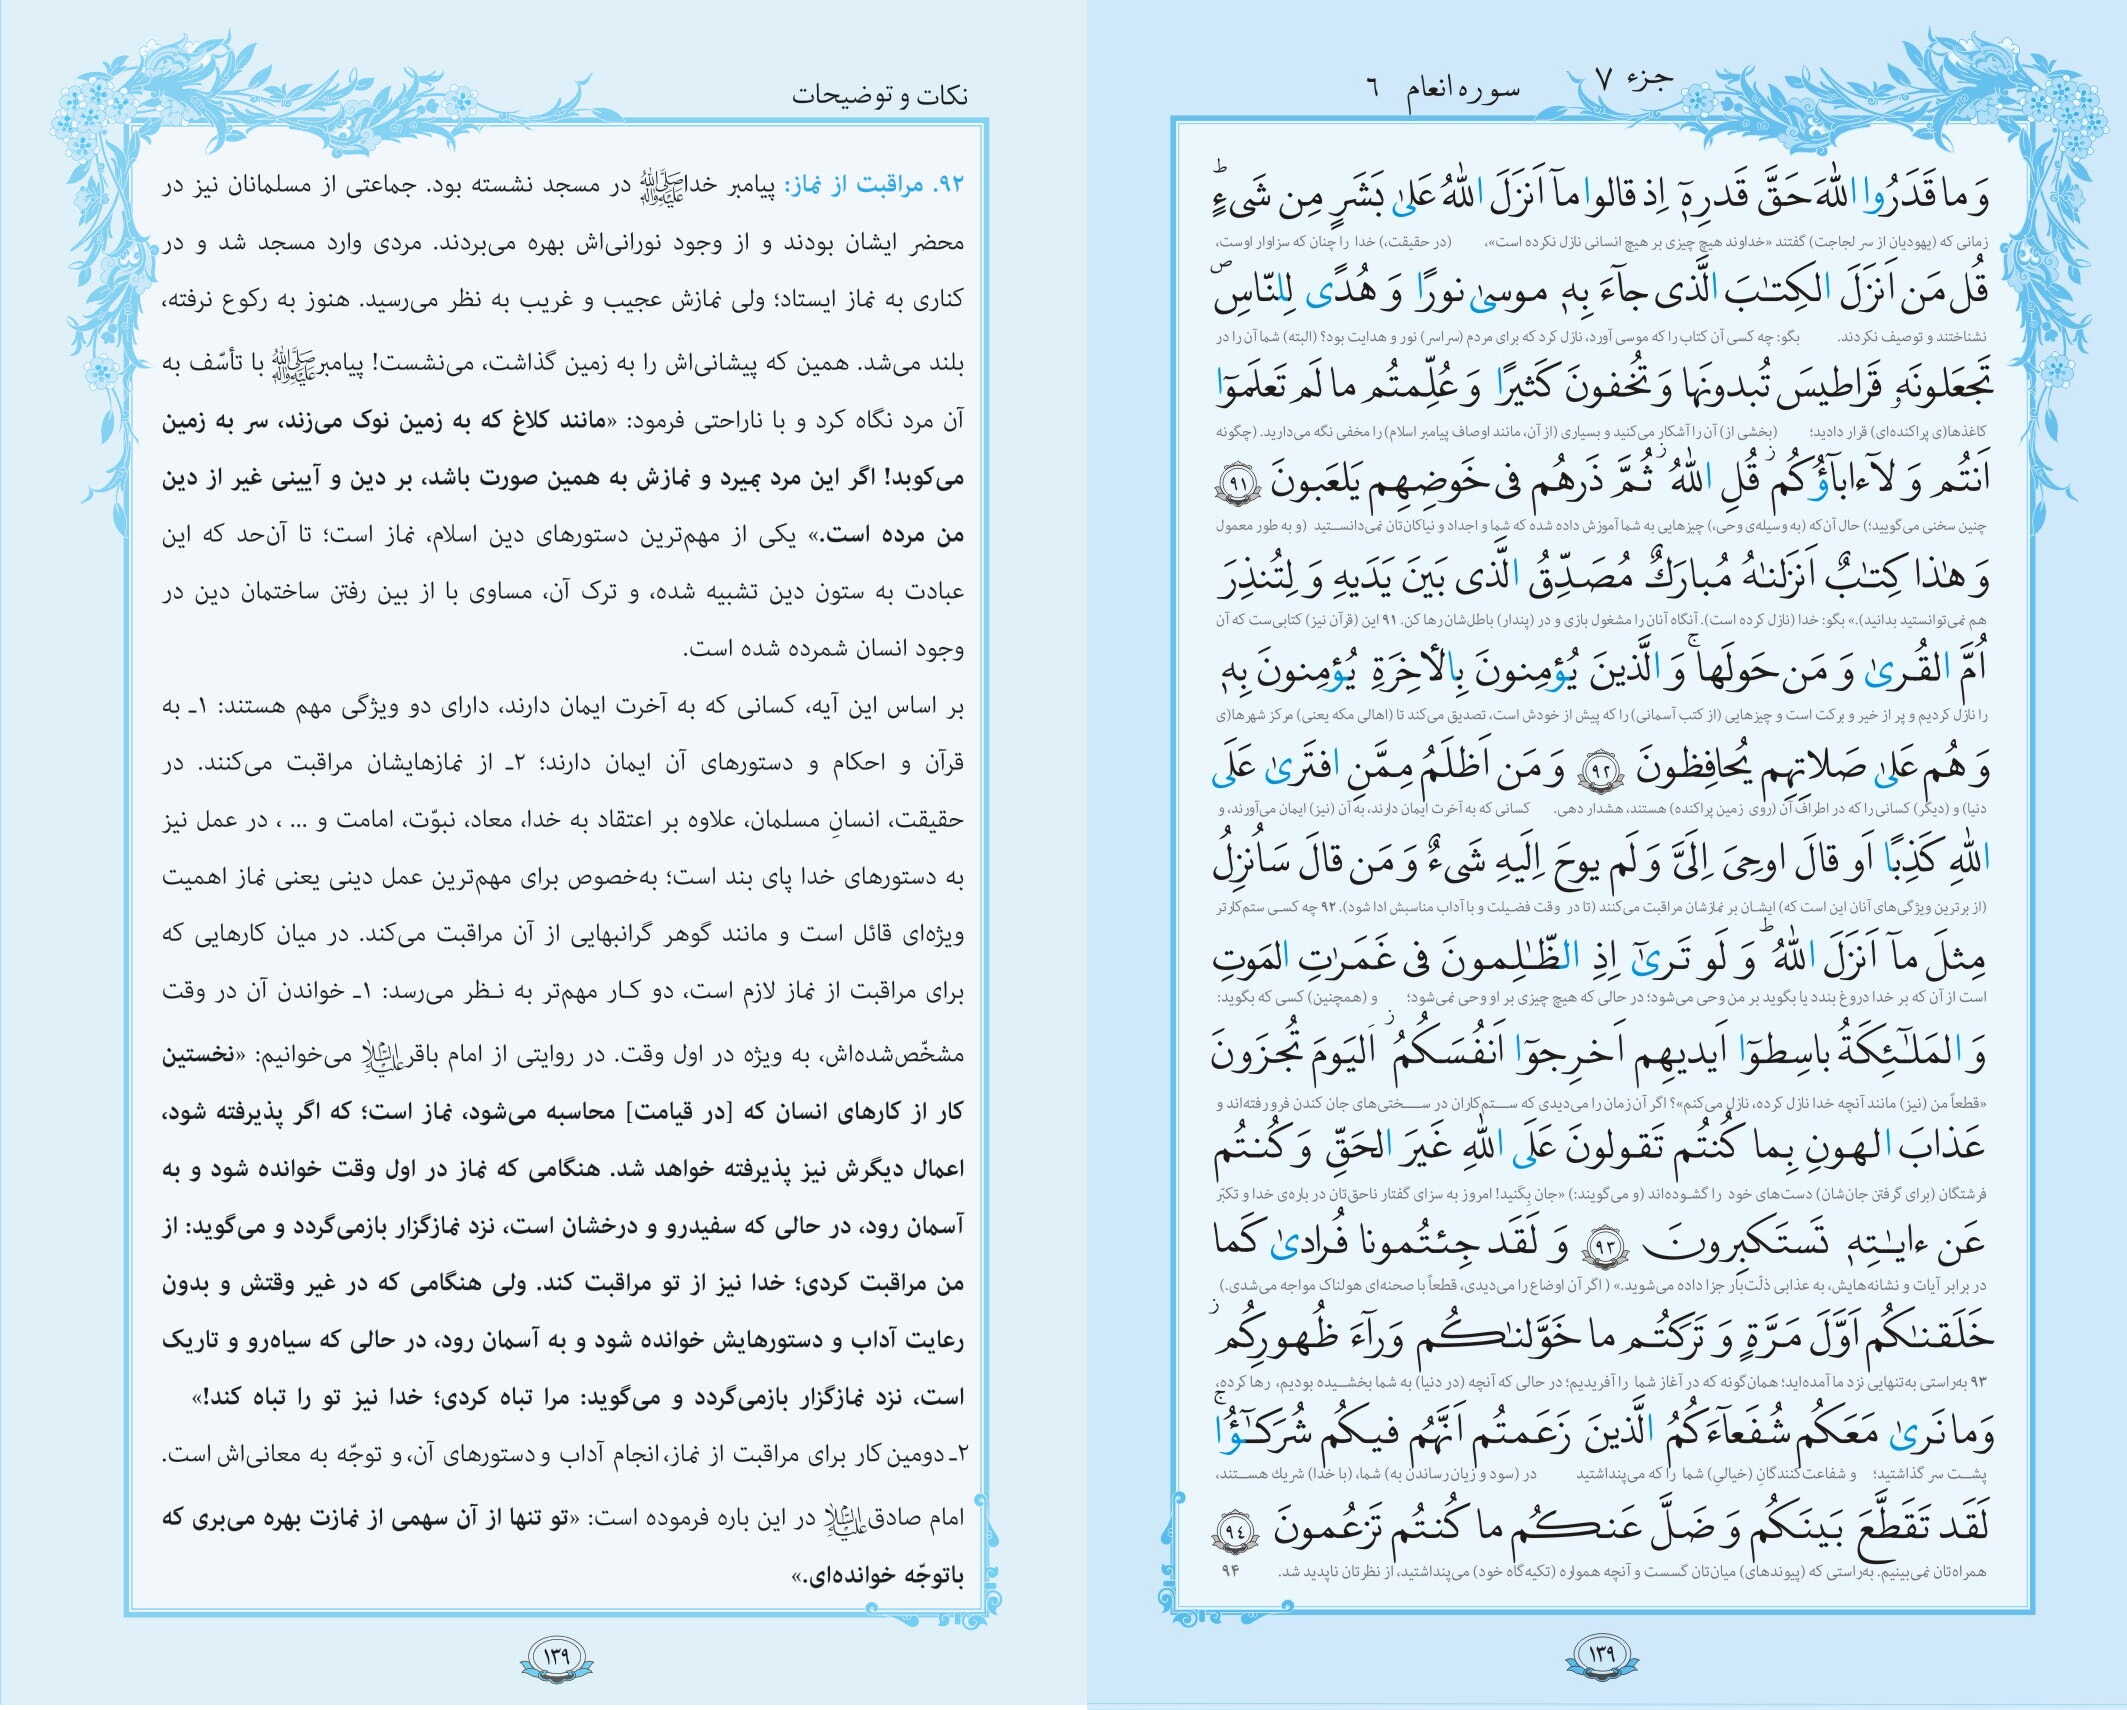 جزء ۷
سوره انعام ٦
وَ ما قَدَرُوا اللّٰهَ حَقَّ قَدرِهٖٓ اِذ قالوا مآ اَنزَلَ اللّٰهُ عَلیٰ بَشَرٍ مِن شَیءٍ ۗ
زمانی که (یهودیان از سر لجاجت) گفتند «خداوند هیچ چیزی بر هیچ انسانی نازل نکرده است»، (در حقیقت،) خدا را چنان که سزاوار اوست،
قُل مَن اَنزَلَ الکِتٰبَ الَّذی جآءَ بِهٖ موسیٰ نورًا وَ هُدًی لِلنّاسِ
نشناختند و توصیف نکردند. بگو: چه کسی آن کتاب را که موسی آورد، نازل کرد که برای مردم (سراسر) نور و هدایت بود؟ (البته) شما آن را در
تَجعَلونَهٗ قَراطیسَ تُبدونَها وَ تُخفونَ کَثیرًا وَ عُلِّمتُم ما لَم تَعلَموٓا
کاغذها(ی پراکنده‌ای) قرار دادید؛ (بخشی از) آن را آشکار می‌کنید و بسیاری (از آن، مانند اوصاف پیامبر اسلام) را مخفی نگه می‌دارید. (چگونه
اَنتُم وَ لآ ءابآؤُکُم قُلِ اللّٰهُ ثُمَّ ذَرهُم فی خَوضِهِم یَلعَبونَ ﴿۹۱﴾
چنین سخنی می‌گویید؛) حال آن‌که (به وسیله‌ی وحی،) چیزهایی به شما آموزش داده شده که شما و اجداد و نیاکان‌تان نمی‌دانستید (و به طور معمول
وَ هٰذا کِتٰبٌ اَنزَلنٰهُ مُبارَکٌ مُصَدِّقُ الَّذی بَینَ یَدَیهِ وَ لِتُنذِرَ
هم نمی‌توانستید بدانید).» بگو: خدا (نازل کرده است). آنگاه آنان را مشغول بازی و در (پندار) باطل‌شان رها کن. ۹۱ این (قرآن نیز) کتابی‌ست که آن
اُمَّ القُریٰ وَ مَن حَولَها ۚ وَ الَّذینَ یُؤمِنونَ بِالأخِرَةِ یُؤمِنونَ بِهٖ
را نازل کردیم و پر از خیر و برکت است و چیزهایی (از کتب آسمانی) را که پیش از خودش است، تصدیق می‌کند تا (اهالی مکه یعنی) مرکز شهرها(ی
وَ هُم عَلیٰ صَلاتِهِم یُحافِظونَ ﴿۹۲﴾ وَ مَن اَظلَمُ مِمَّنِ افتَریٰ عَلَی
دنیا) و (دیگر) کسانی را که در اطراف آن (روی زمین پراکنده) هستند، هشدار دهی. کسانی که به آخرت ایمان دارند، به آن (نیز) ایمان می‌آورند، و
اللّٰهِ کَذِبًا اَو قالَ اوحِیَ اِلَیَّ وَ لَم یوحَ اِلَیهِ شَیءٌ وَ مَن قالَ سَاُنزِلُ
(از برترین ویژگی‌های آنان این است که) ایشان بر نمازشان مراقبت می‌کنند (تا در وقت فضیلت و با آداب مناسبش ادا شود). ۹۲ چه کسی ستم‌کارتر
مِثلَ مآ اَنزَلَ اللّٰهُ ۗ وَ لَو تَریٰٓ اِذِ الظّٰلِمونَ فی غَمَرٰتِ المَوتِ
است از آن که بر خدا دروغ بندد یا بگوید بر من وحی می‌شود؛ در حالی که هیچ چیزی بر او وحی نمی‌شود؛ و (همچنین) کسی که بگوید:
وَ المَلٰٓئِکَةُ باسِطوٓا اَیدیهِم اَخرِجوٓا اَنفُسَکُمُ اَلیَومَ تُجزَونَ
«قطعاً من (نیز) مانند آنچه خدا نازل کرده، نازل می‌کنم»؟ اگر آن زمان را می‌دیدی که ستم‌کاران در سختی‌های جان کندن فرو رفته‌اند و
عَذابَ الهونِ بِما کُنتُم تَقولونَ عَلَی اللّٰهِ غَیرَ الحَقِّ وَ کُنتُم
فرشتگان (برای گرفتن جان‌شان) دست‌های خود را گشوده‌اند (و می‌گویند:) «جان بِکَنید! امروز به سزای گفتار ناحق‌تان در باره‌ی خدا و تکبّر
عَن ءایٰتِهٖ تَستَکبِرونَ ﴿۹۳﴾ وَ لَقَد جِئتُمونا فُرادیٰ کَما
در برابر آیات و نشانه‌هایش، به عذابی ذلّت‌بار جزا داده می‌شوید.» (اگر آن اوضاع را می‌دیدی، قطعاً با صحنه‌ای هولناک مواجه می‌شدی.)
خَلَقنٰکُم اَوَّلَ مَرَّةٍ وَ تَرَکتُم ما خَوَّلنٰکُم وَرآءَ ظُهورِکُم
۹۳ به‌راستی به‌تنهایی نزد ما آمده‌اید؛ همان‌گونه که در آغاز شما را آفریدیم؛ در حالی که آنچه (در دنیا) به شما بخشیده بودیم، رها کرده،
وَ ما نَریٰ مَعَکُم شُفَعآءَکُمُ الَّذینَ زَعَمتُم اَنَّهُم فیکُم شُرَکٰٓؤُا ۚ
پشت سر گذاشتید؛ و شفاعت‌کنندگانِ (خیالیِ) شما را که می‌پنداشتید در (سود و زیان رساندن به) شما، (با خدا) شریک هستند،
لَقَد تَقَطَّعَ بَینَکُم وَ ضَلَّ عَنکُم ما کُنتُم تَزعُمونَ ﴿۹٤﴾
همراه‌تان نمی‌بینیم. به‌راستی که (پیوندهای) میان‌تان گسست و آنچه همواره (تکیه‌گاه خود) می‌پنداشتید، از نظرتان ناپدید شد. ۹۴
۱۳۹
نکات و توضیحات
۹۲. مراقبت از نماز: پیامبر خداﷺ در مسجد نشسته بود. جماعتی از مسلمانان نیز در
محضر ایشان بودند و از وجود نورانی‌اش بهره می‌بردند. مردی وارد مسجد شد و در
کناری به نماز ایستاد؛ ولی نمازش عجیب و غریب به نظر می‌رسید. هنوز به رکوع نرفته،
بلند می‌شد. همین که پیشانی‌اش را به زمین گذاشت، می‌نشست! پیامبرﷺ با تأسّف به
آن مرد نگاه کرد و با ناراحتی فرمود: «مانند کلاغ که به زمین نوک می‌زند، سر به زمین
می‌کوبد! اگر این مرد بمیرد و نمازش به همین صورت باشد، بر دین و آیینی غیر از دین
من مرده است.» یکی از مهم‌ترین دستورهای دین اسلام، نماز است؛ تا آن‌حد که این
عبادت به ستون دین تشبیه شده، و ترک آن، مساوی با از بین رفتن ساختمان دین در
وجود انسان شمرده شده است.
بر اساس این آیه، کسانی که به آخرت ایمان دارند، دارای دو ویژگی مهم هستند: ۱ـ به
قرآن و احکام و دستورهای آن ایمان دارند؛ ۲ـ از نمازهایشان مراقبت می‌کنند. در
حقیقت، انسانِ مسلمان، علاوه بر اعتقاد به خدا، معاد، نبوّت، امامت و ... ، در عمل نیز
به دستورهای خدا پای بند است؛ به‌خصوص برای مهم‌ترین عمل دینی یعنی نماز اهمیت
ویژه‌ای قائل است و مانند گوهر گرانبهایی از آن مراقبت می‌کند. در میان کارهایی که
برای مراقبت از نماز لازم است، دو کار مهم‌تر به نظر می‌رسد: ۱ـ خواندن آن در وقت
مشخّص‌شده‌اش، به ویژه در اول وقت. در روایتی از امام باقرعلیه‌السلام می‌خوانیم: «نخستین
کار از کارهای انسان که [در قیامت] محاسبه می‌شود، نماز است؛ که اگر پذیرفته شود،
اعمال دیگرش نیز پذیرفته خواهد شد. هنگامی که نماز در اول وقت خوانده شود و به
آسمان رود، در حالی که سفیدرو و درخشان است، نزد نمازگزار بازمی‌گردد و می‌گوید: از
من مراقبت کردی؛ خدا نیز از تو مراقبت کند. ولی هنگامی که در غیر وقتش و بدون
رعایت آداب و دستورهایش خوانده شود و به آسمان رود، در حالی که سیاه‌رو و تاریک
است، نزد نمازگزار بازمی‌گردد و می‌گوید: مرا تباه کردی؛ خدا نیز تو را تباه کند!»
۲ـ دومین کار برای مراقبت از نماز، انجام آداب و دستورهای آن، و توجّه به معانی‌اش است.
امام صادقعلیه‌السلام در این باره فرموده است: «تو تنها از آن سهمی از نمازت بهره می‌بری که
باتوجّه خوانده‌ای.»
۱۳۹